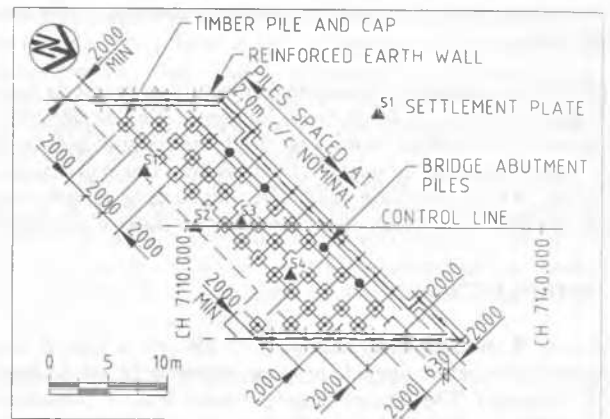 TIMBER PILE AND CAP
REINFORCED EARTH WALL
2000
MIN
PILES SPACED AT
2.0m c/c NOMINAL
S1 SETTLEMENT PLATE
BRIDGE ABUTMENT
PILES
CONTROL LINE
N
S1
S2
S3
S4
2000
2000
2000
CH 7110.000
CH 7140.000
2000
MIN
2000
2000
2000
2000
2000
630
0 5 10m